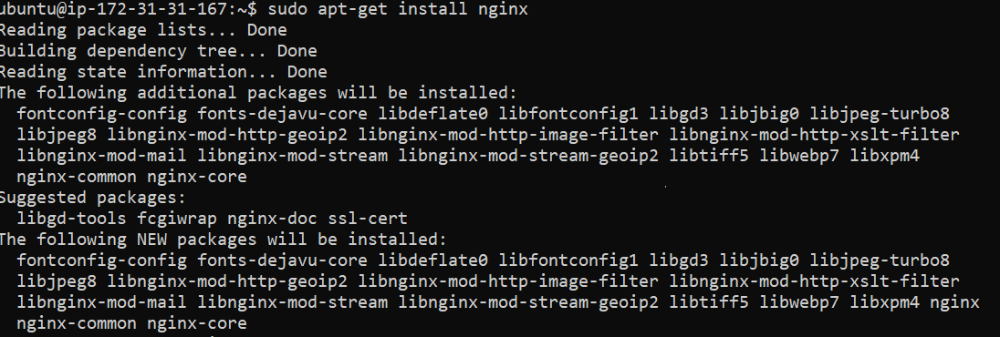 ubuntu@ip-172-31-31-167:~$ sudo apt-get install nginx
Reading package lists... Done
Building dependency tree... Done
Reading state information... Done
The following additional packages will be installed:
  fontconfig-config fonts-dejavu-core libdeflate0 libfontconfig1 libgd3 libjbig0 libjpeg-turbo8
  libjpeg8 libnginx-mod-http-geoip2 libnginx-mod-http-image-filter libnginx-mod-http-xslt-filter
  libnginx-mod-mail libnginx-mod-stream libnginx-mod-stream-geoip2 libtiff5 libwebp7 libxpm4
  nginx-common nginx-core
Suggested packages:
  libgd-tools fcgiwrap nginx-doc ssl-cert
The following NEW packages will be installed:
  fontconfig-config fonts-dejavu-core libdeflate0 libfontconfig1 libgd3 libjbig0 libjpeg-turbo8
  libjpeg8 libnginx-mod-http-geoip2 libnginx-mod-http-image-filter libnginx-mod-http-xslt-filter
  libnginx-mod-mail libnginx-mod-stream libnginx-mod-stream-geoip2 libtiff5 libwebp7 libxpm4 nginx
  nginx-common nginx-core